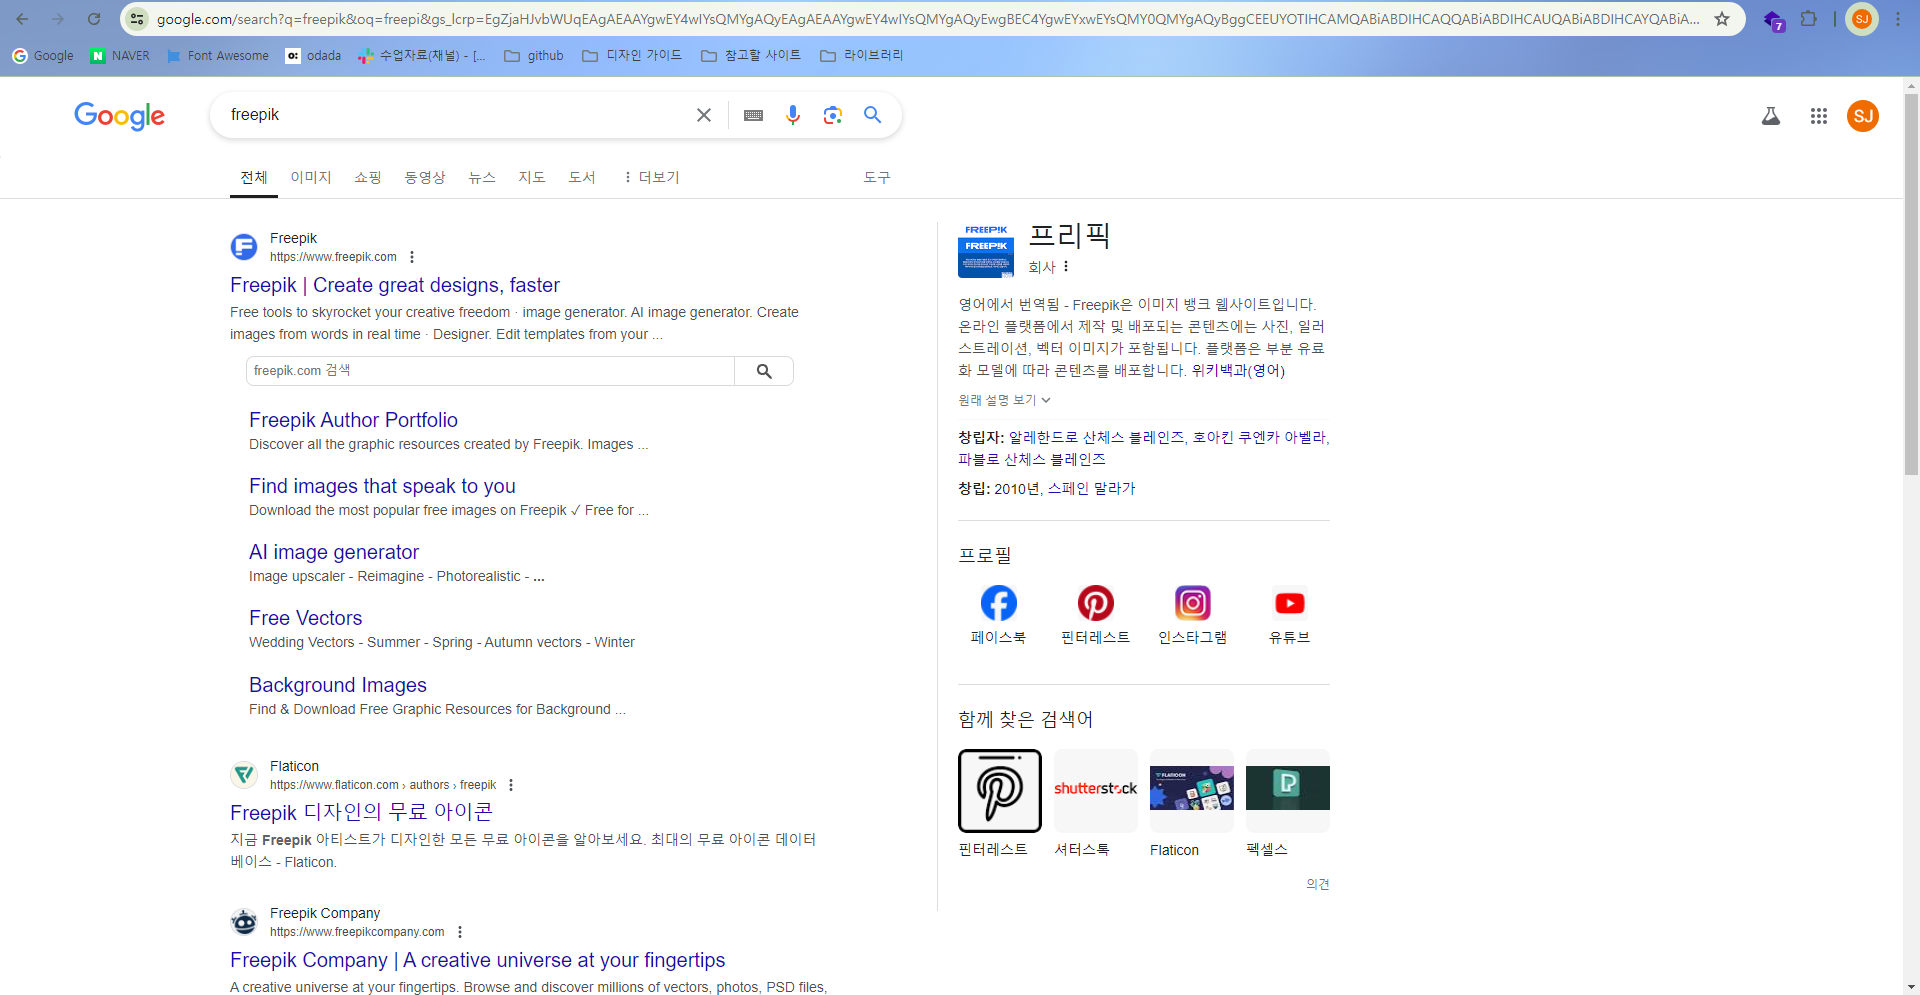 google.com/search?q=freepik&oq=freepi&gs_lcrp=EgZjaHJvbWUqEAgAEAAYgwEY4wIYsQMYgAQyEAgAEAAYgwEY4wIYsQMYgAQyEwgBEC4YgwEYxwEYsQMY0QMYgAQyBggCEEUYOTIHCAMQABiABDIHCAQQABiABDIHCAUQABiABDIHCAYQABiA...
7
SJ
Google
NAVER
Font Awesome
o:
odada
수업자료(채널) - [...
github
디자인 가이드
참고할 사이트
라이브러리
Google
freepik
SJ
전체
이미지
쇼핑
동영상
뉴스
지도
도서
더보기
도구
Freepik
https://www.freepik.com
Freepik | Create great designs, faster
Free tools to skyrocket your creative freedom · image generator. AI image generator. Create
images from words in real time · Designer. Edit templates from your ...
freepik.com 검색
Freepik Author Portfolio
Discover all the graphic resources created by Freepik. Images ...
Find images that speak to you
Download the most popular free images on Freepik ✓ Free for ...
AI image generator
Image upscaler - Reimagine - Photorealistic - ...
Free Vectors
Wedding Vectors - Summer - Spring - Autumn vectors - Winter
Background Images
Find & Download Free Graphic Resources for Background ...
Flaticon
https://www.flaticon.com › authors › freepik
Freepik 디자인의 무료 아이콘
지금 Freepik 아티스트가 디자인한 모든 무료 아이콘을 알아보세요. 최대의 무료 아이콘 데이터
베이스 - Flaticon.
Freepik Company
https://www.freepikcompany.com
Freepik Company | A creative universe at your fingertips
A creative universe at your fingertips. Browse and discover millions of vectors, photos, PSD files,
FREEPIK
FREEPIK
프리픽
회사
영어에서 번역됨 - Freepik은 이미지 뱅크 웹사이트입니다.
온라인 플랫폼에서 제작 및 배포되는 콘텐츠에는 사진, 일러
스트레이션, 벡터 이미지가 포함됩니다. 플랫폼은 부분 유료
화 모델에 따라 콘텐츠를 배포합니다. 위키백과(영어)
원래 설명 보기
창립자: 알레한드로 산체스 블레인즈, 호아킨 쿠엔카 아벨라,
파블로 산체스 블레인즈
창립: 2010년, 스페인 말라가
프로필
페이스북
핀터레스트
인스타그램
유튜브
함께 찾은 검색어
shutterstock
FLATICON
핀터레스트
셔터스톡
Flaticon
펙셀스
의견